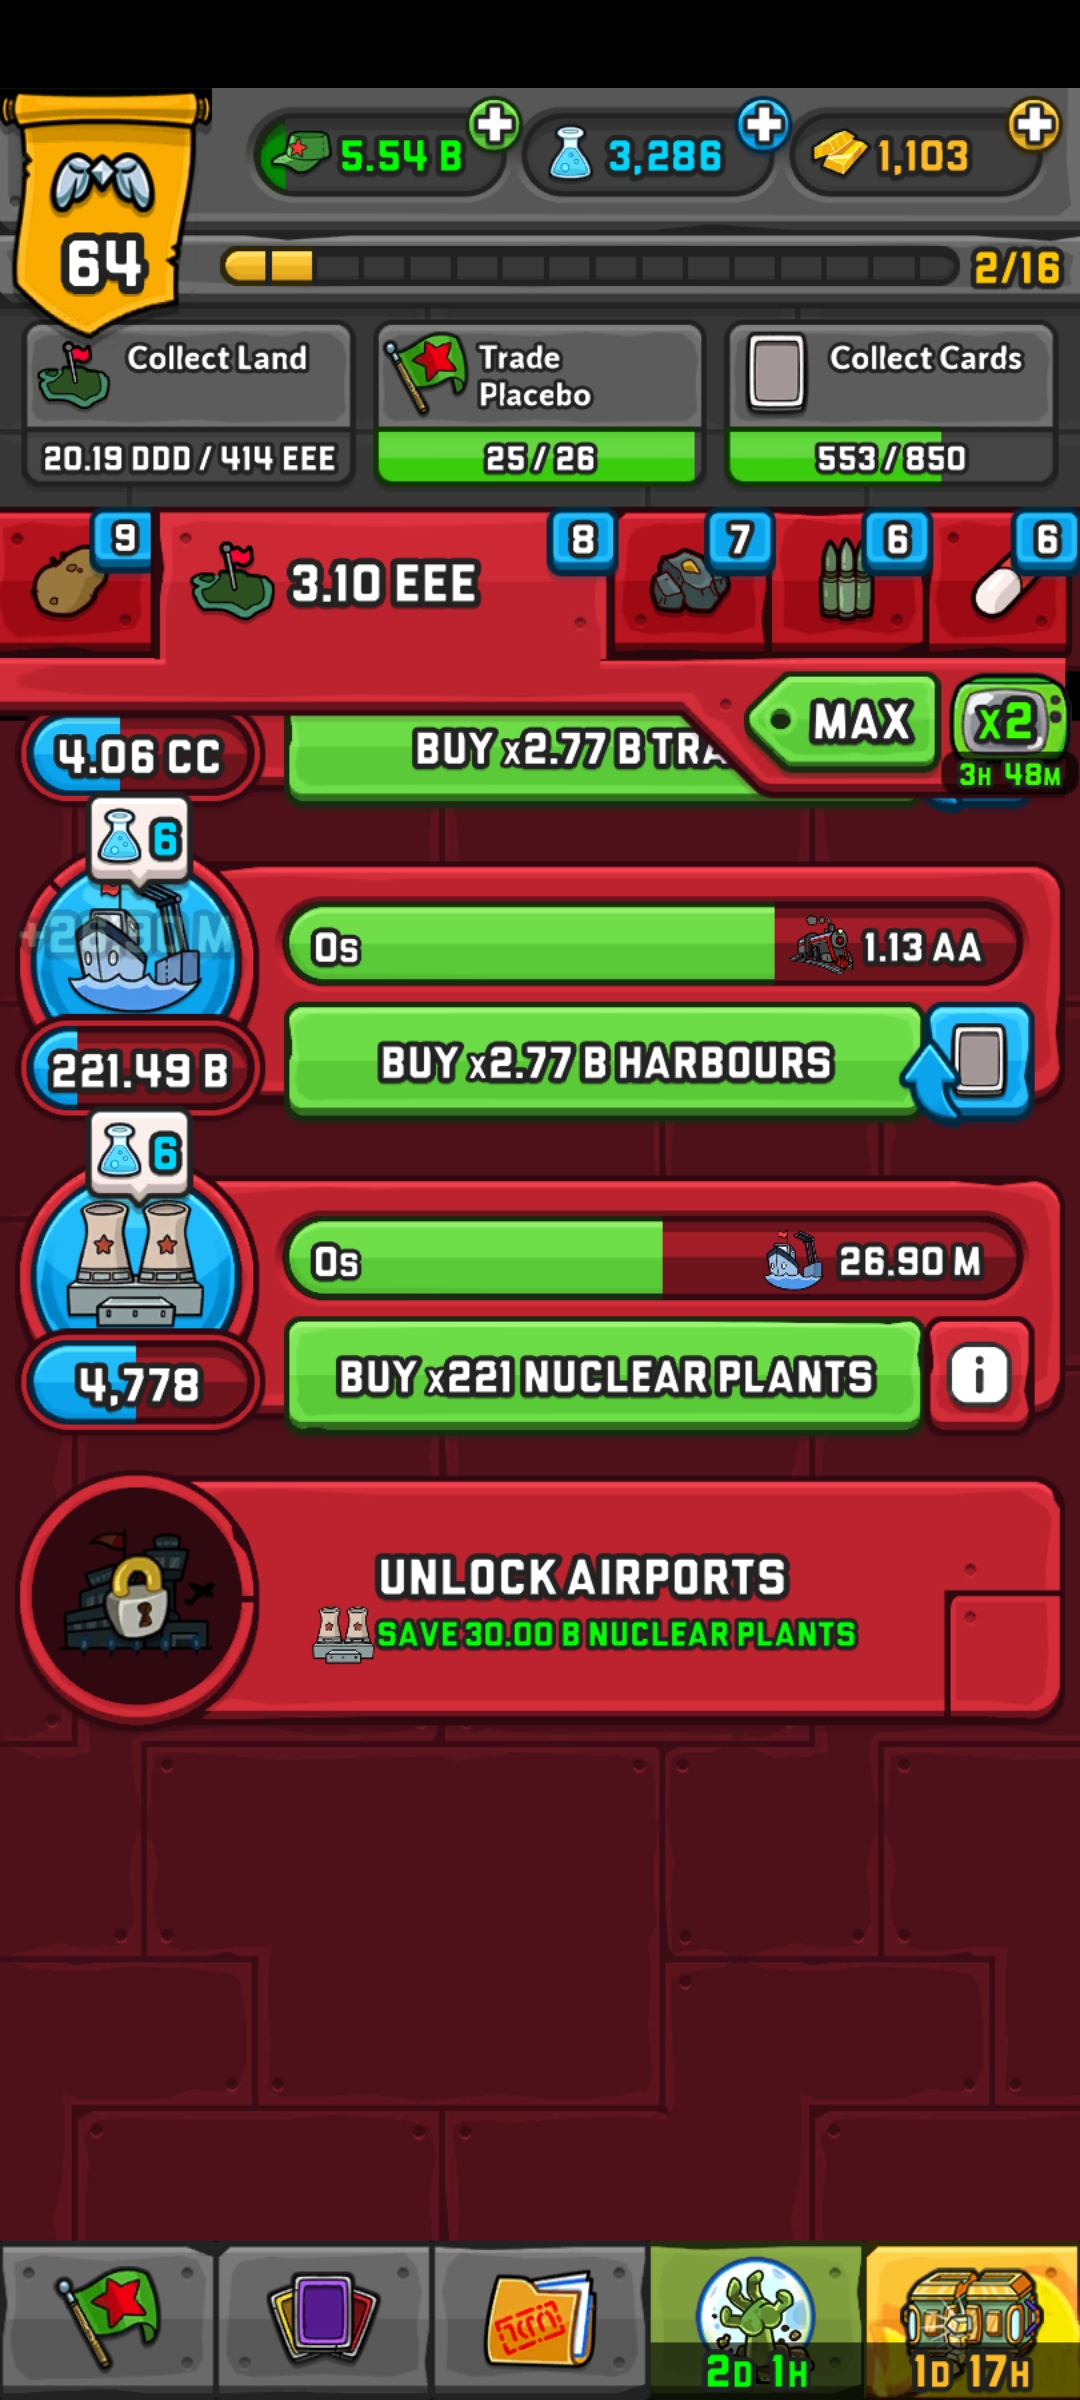 5.54 B
3,286
1,103
64
2/16
Collect Land
Trade
Placebo
Collect Cards
20.19 DDD / 414 EEE
25 / 26
553 / 850
9
3.10 EEE
8
7
6
6
MAX
x2
3H 48M
4.06 CC
BUY x2.77 B TRA
6
0s
1.13 AA
221.49 B
BUY x2.77 B HARBOURS
6
0s
26.90 M
4,778
BUY x221 NUCLEAR PLANTS
i
UNLOCK AIRPORTS
SAVE 30.00 B NUCLEAR PLANTS
2D 1H
1D 17H